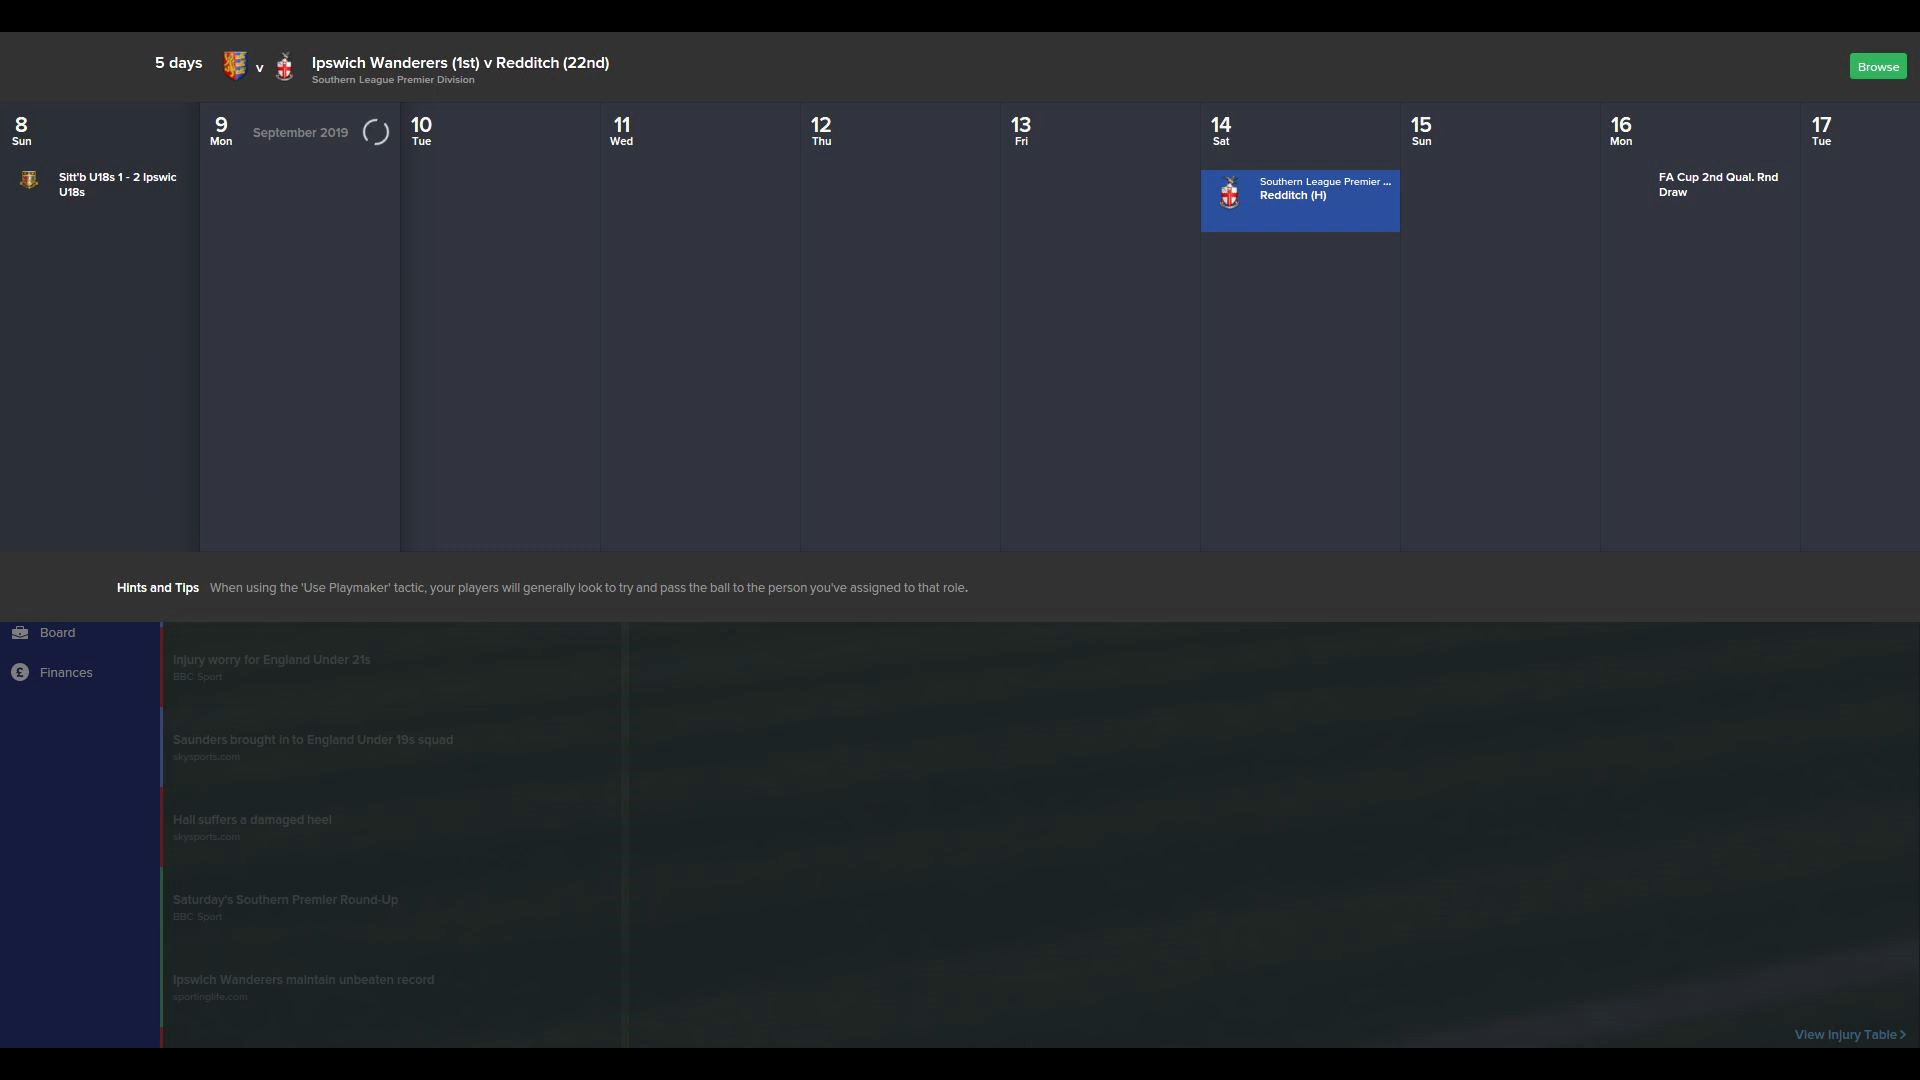 5 days
v
Ipswich Wanderers (1st) v Redditch (22nd)
Southern League Premier Division
Browse
8
Sun
9
Mon
September 2019
10
Tue
11
Wed
12
Thu
13
Fri
14
Sat
15
Sun
16
Mon
17
Tue
Sitt'b U18s 1 - 2 Ipswic
U18s
Southern League Premier ...
Redditch (H)
FA Cup 2nd Qual. Rnd
Draw
Hints and Tips When using the 'Use Playmaker' tactic, your players will generally look to try and pass the ball to the person you've assigned to that role.
Board
Finances
Injury worry for England Under 21s
BBC Sport
Saunders brought in to England Under 19s squad
skysports.com
Hall suffers a damaged heel
skysports.com
Saturday's Southern Premier Round-Up
BBC Sport
Ipswich Wanderers maintain unbeaten record
sportinglife.com
View Injury Table >